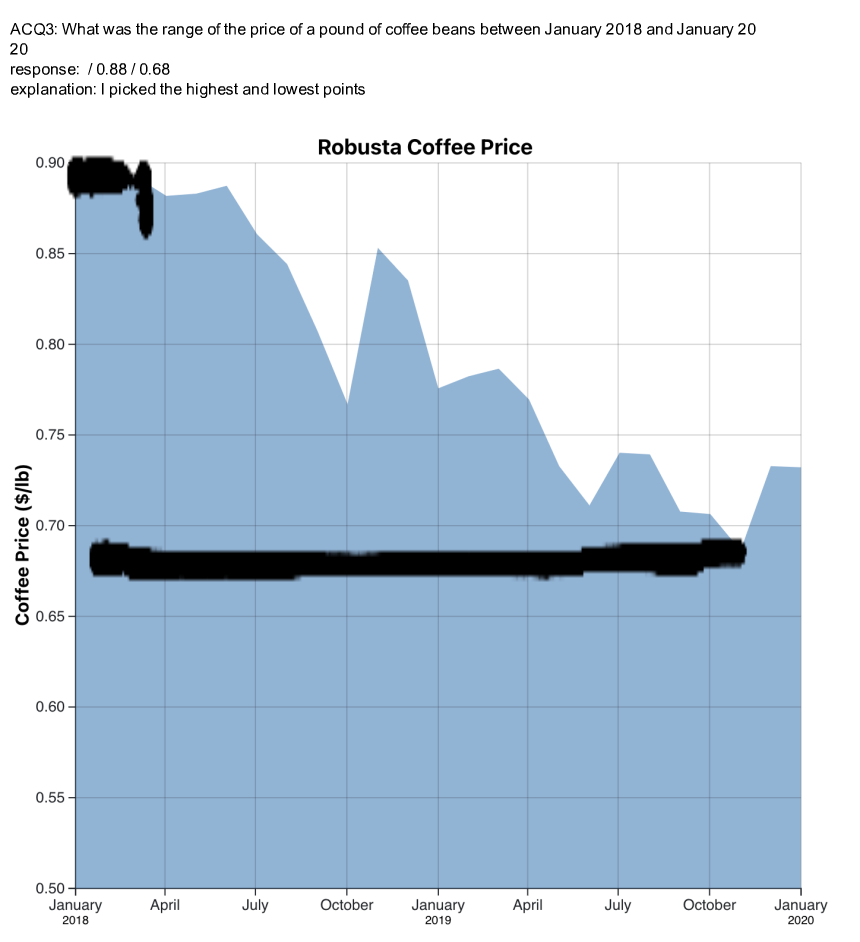 ACQ3: What was the range of the price of a pound of coffee beans between January 2018 and January 20
20
response:  / 0.88 / 0.68
explanation: I picked the highest and lowest points
Robusta Coffee Price
0.90
0.85
0.80
0.75
0.70
0.65
0.60
0.55
0.50
Coffee Price ($/lb)
January April July October January April July October January
2018 2019 2020